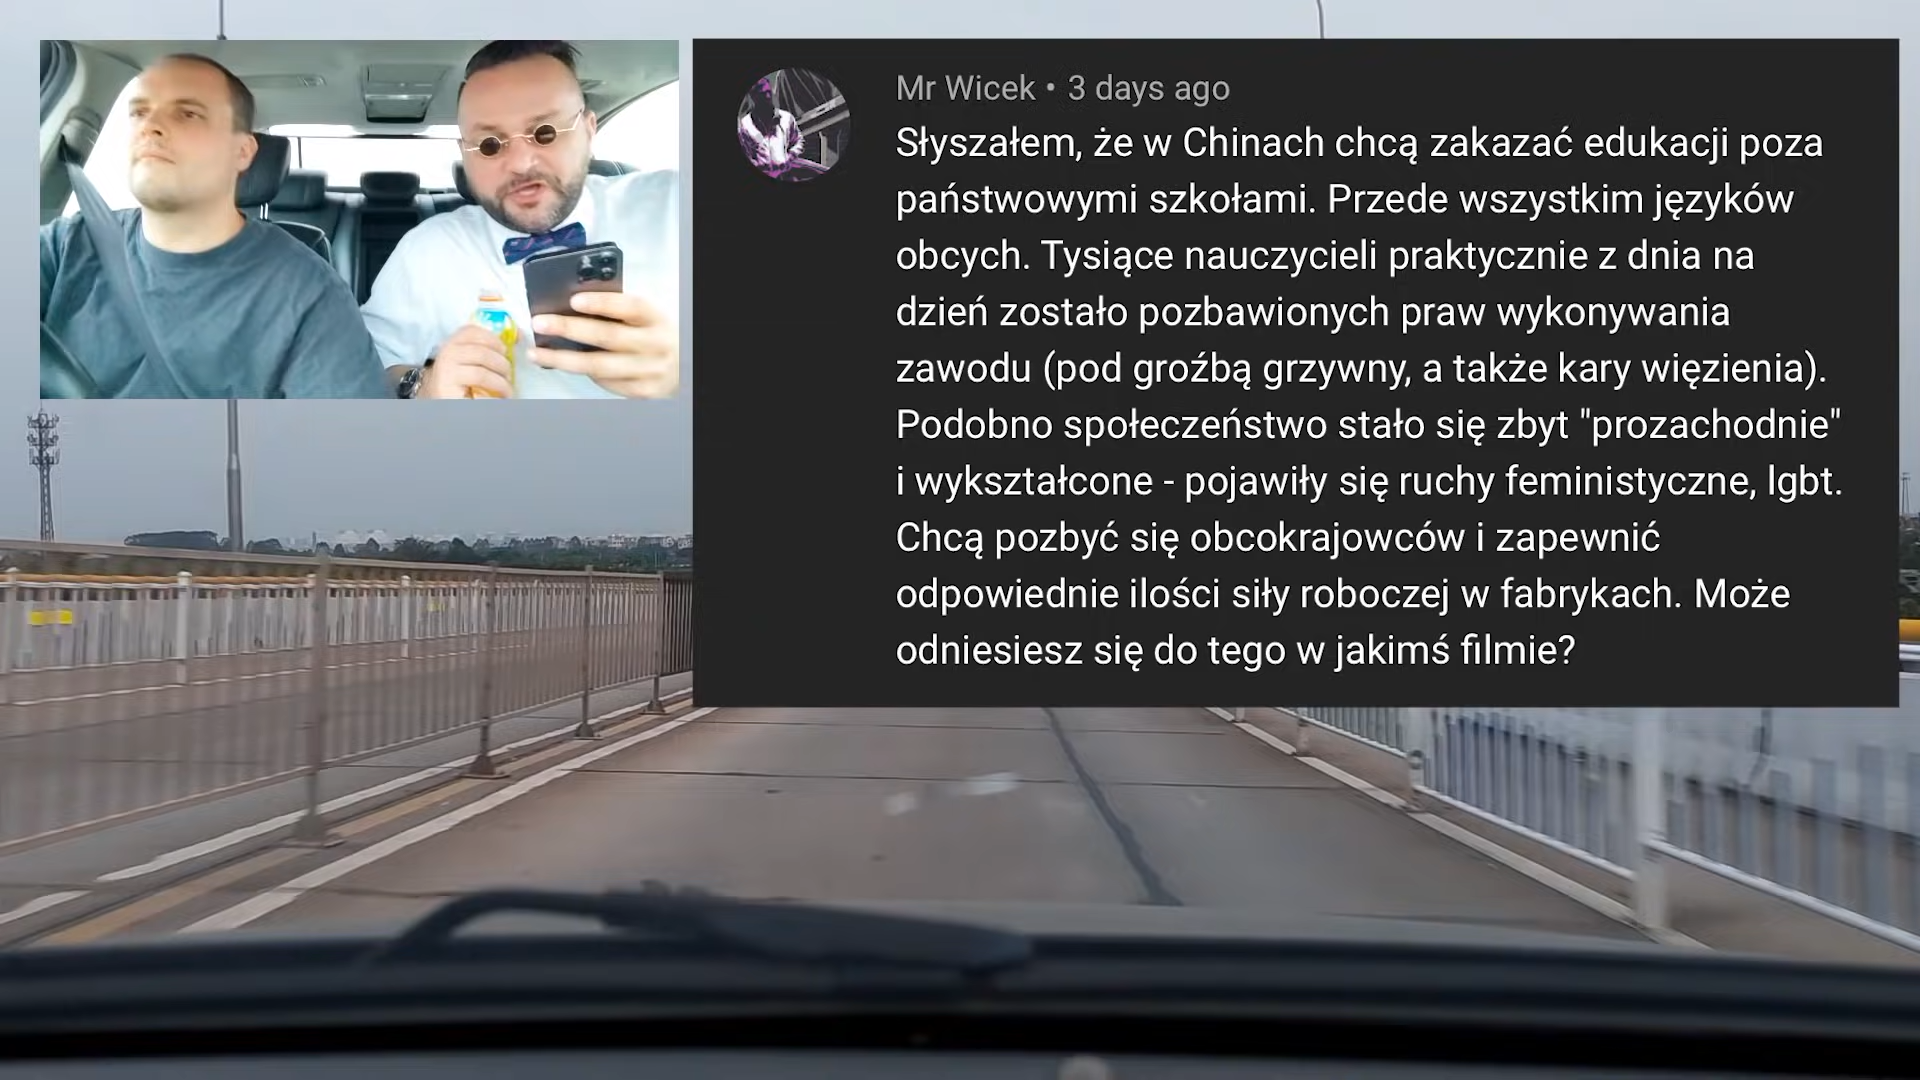 Mr Wicek • 3 days ago
Słyszałem, że w Chinach chcą zakazać edukacji poza
państwowymi szkołami. Przede wszystkim języków
obcych. Tysiące nauczycieli praktycznie z dnia na
dzień zostało pozbawionych praw wykonywania
zawodu (pod groźbą grzywny, a także kary więzienia).
Podobno społeczeństwo stało się zbyt "prozachodnie"
i wykształcone - pojawiły się ruchy feministyczne, lgbt.
Chcą pozbyć się obcokrajowców i zapewnić
odpowiednie ilości siły roboczej w fabrykach. Może
odniesiesz się do tego w jakimś filmie?